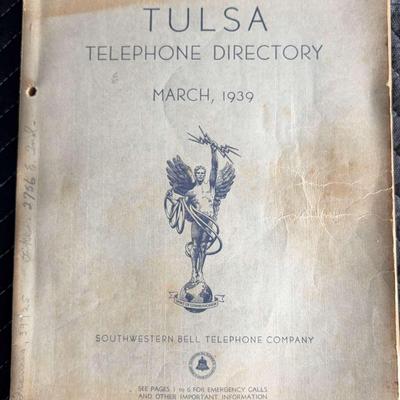 TULSA
TELEPHONE DIRECTORY
MARCH, 1939
SOUTHWESTERN BELL TELEPHONE COMPANY
SEE PAGES 1 to 6 FOR EMERGENCY CALLS
AND OTHER IMPORTANT INFORMATION
2756 E